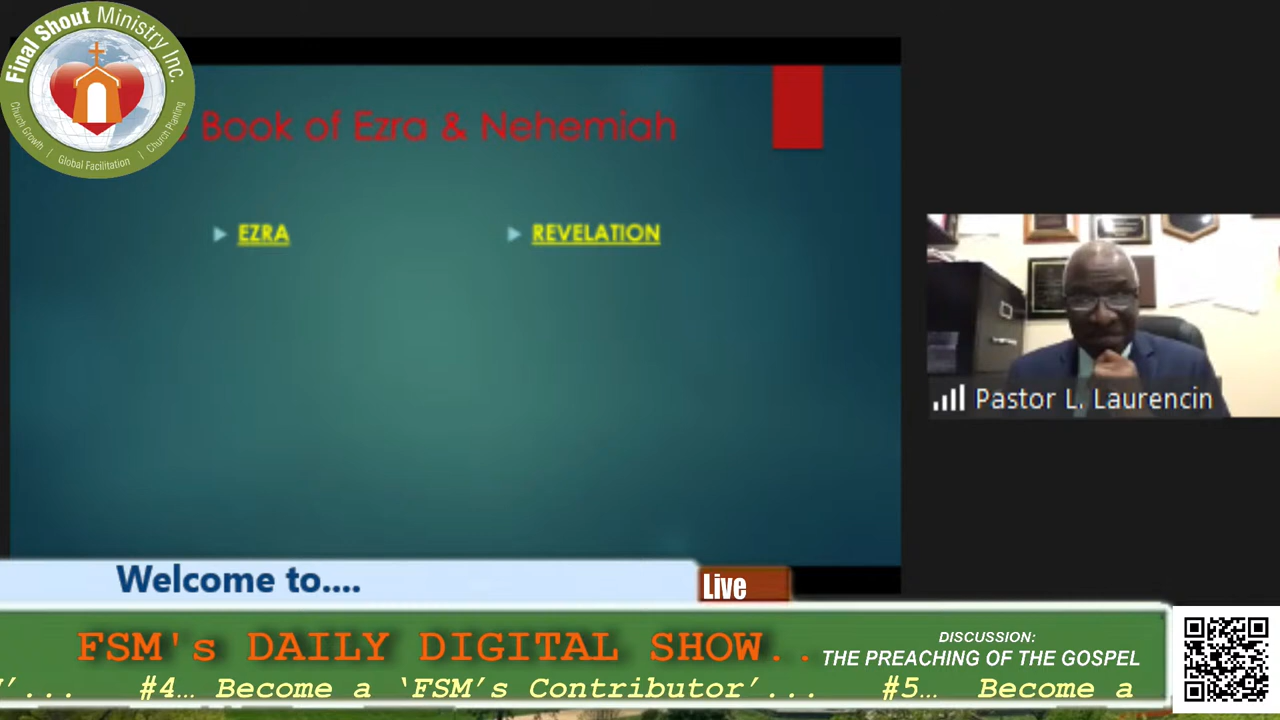 Final Shout Ministry Inc.
Church Growth | Global Facilitation | Church Planting
Book of Ezra & Nehemiah
EZRA
REVELATION
Pastor L. Laurencin
Welcome to....
Live
FSM's DAILY DIGITAL SHOW..
DISCUSSION:
THE PREACHING OF THE GOSPEL
'... #4… Become a ‘FSM’s Contributor’... #5… Become a